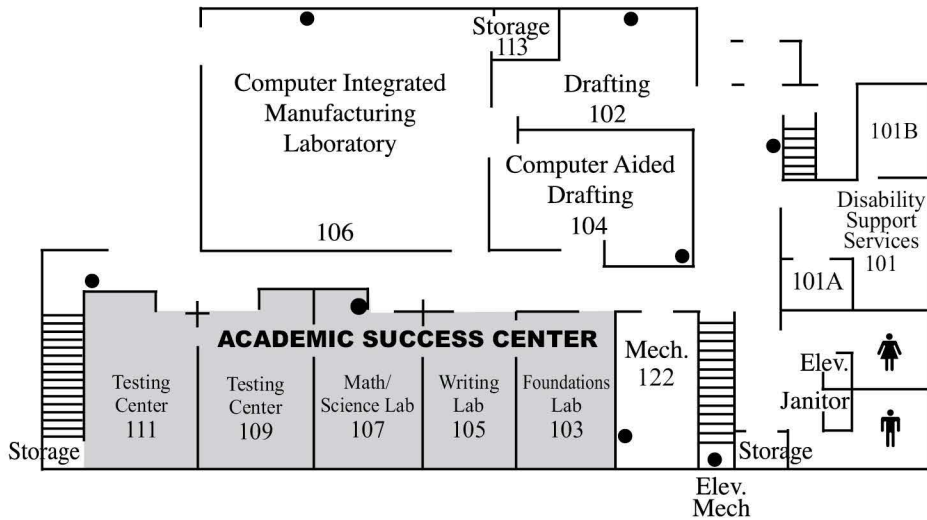 Storage
113
Computer Integrated
Manufacturing
Laboratory
106
Drafting
102
Computer Aided
Drafting
104
101B
Disability
Support
Services
101
101A
ACADEMIC SUCCESS CENTER
Testing
Center
111
Testing
Center
109
Math/
Science Lab
107
Writing
Lab
105
Foundations
Lab
103
Mech.
122
Elev.
Janitor
Storage
Storage
Elev.
Mech